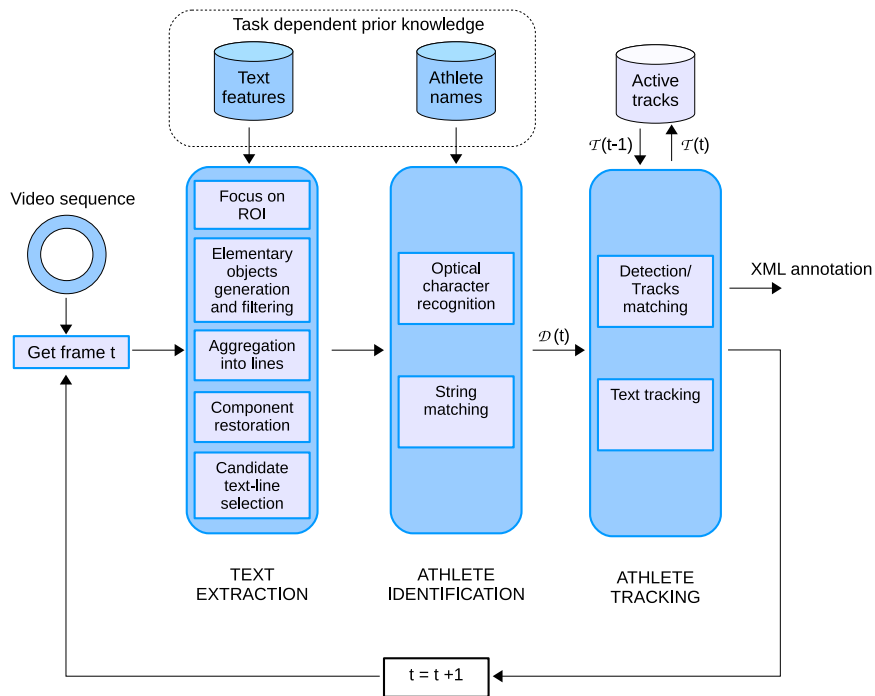 Task dependent prior knowledge
Text
features
Athlete
names
Active
tracks
𝒯(t-1)
𝒯(t)
Video sequence
Get frame t
Focus on
ROI
Elementary
objects
generation
and filtering
Aggregation
into lines
Component
restoration
Candidate
text-line
selection
TEXT
EXTRACTION
Optical
character
recognition
String
matching
ATHLETE
IDENTIFICATION
𝒟(t)
Detection/
Tracks
matching
Text tracking
ATHLETE
TRACKING
XML annotation
t = t +1